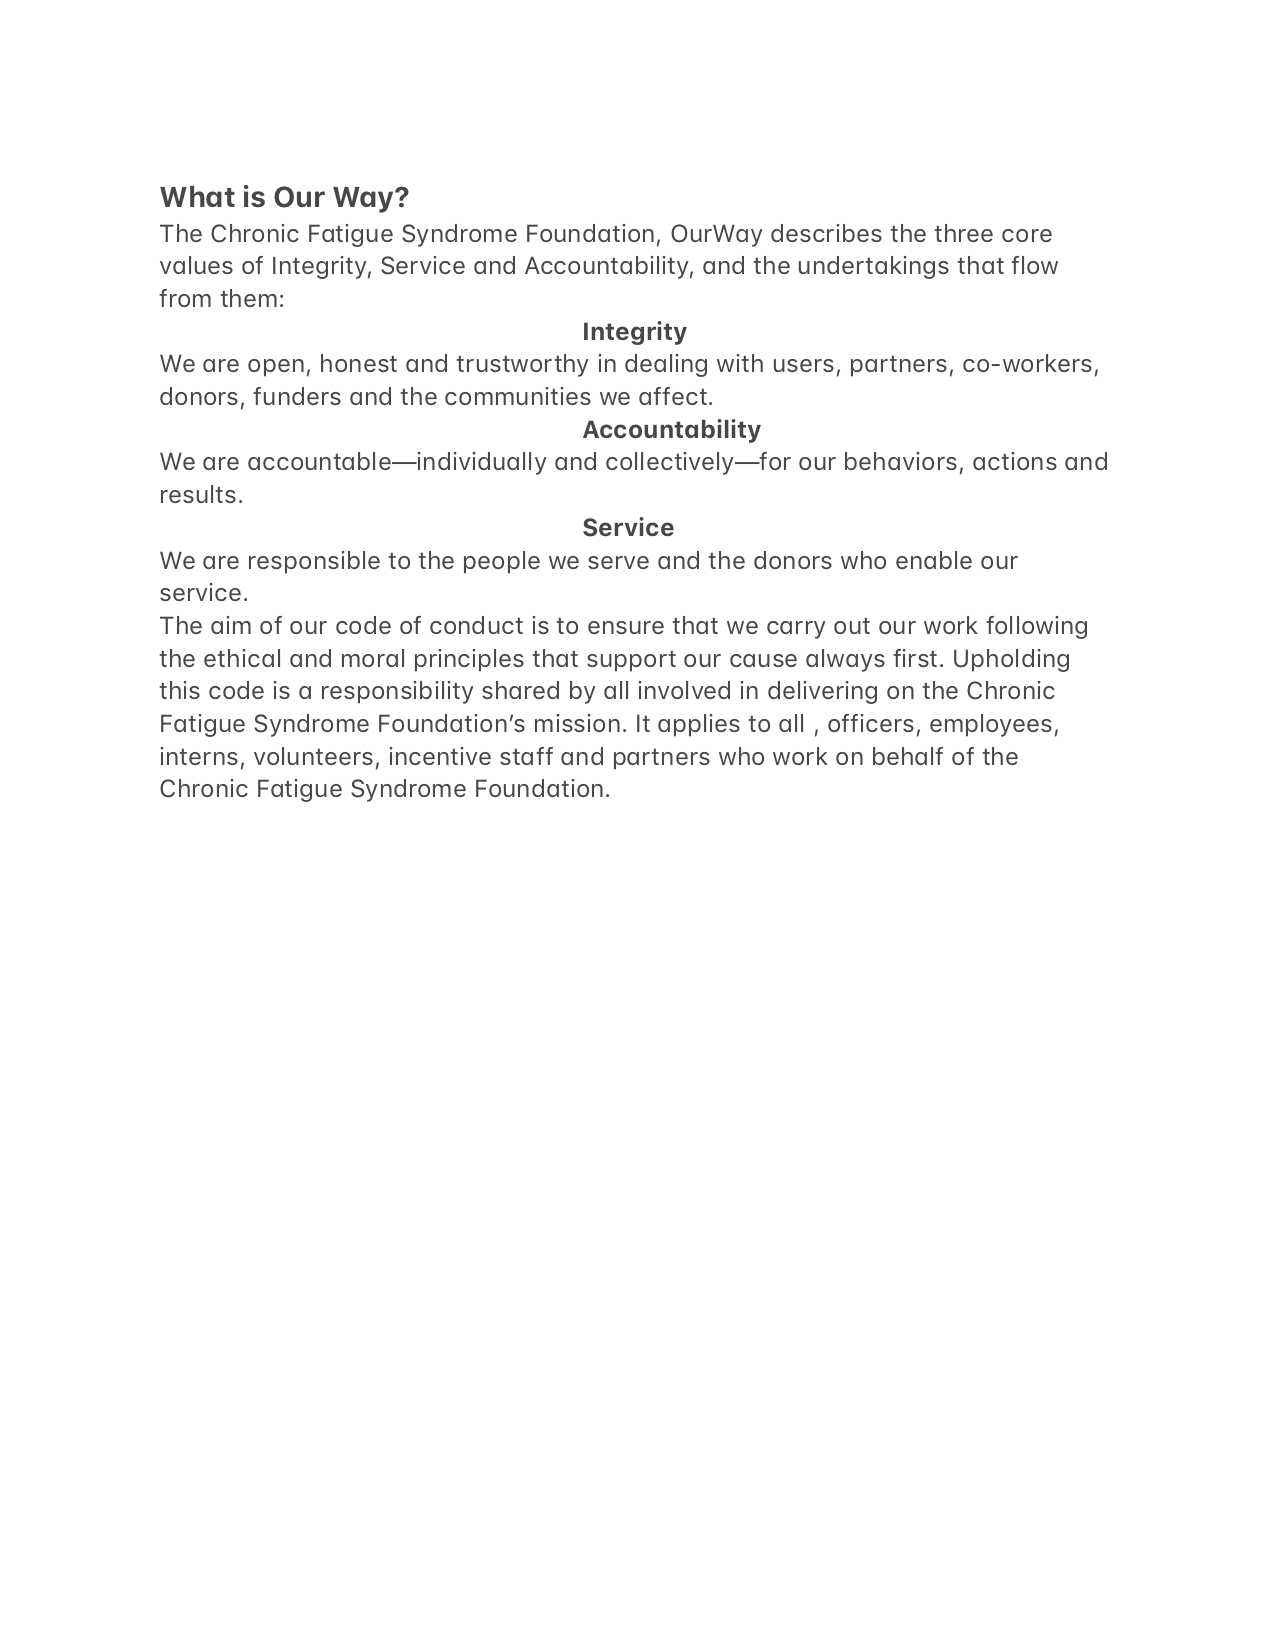 What is Our Way?
The Chronic Fatigue Syndrome Foundation, OurWay describes the three core
values of Integrity, Service and Accountability, and the undertakings that flow
from them:
Integrity
We are open, honest and trustworthy in dealing with users, partners, co-workers,
donors, funders and the communities we affect.
Accountability
We are accountable—individually and collectively—for our behaviors, actions and
results.
Service
We are responsible to the people we serve and the donors who enable our
service.
The aim of our code of conduct is to ensure that we carry out our work following
the ethical and moral principles that support our cause always first. Upholding
this code is a responsibility shared by all involved in delivering on the Chronic
Fatigue Syndrome Foundation’s mission. It applies to all , officers, employees,
interns, volunteers, incentive staff and partners who work on behalf of the
Chronic Fatigue Syndrome Foundation.